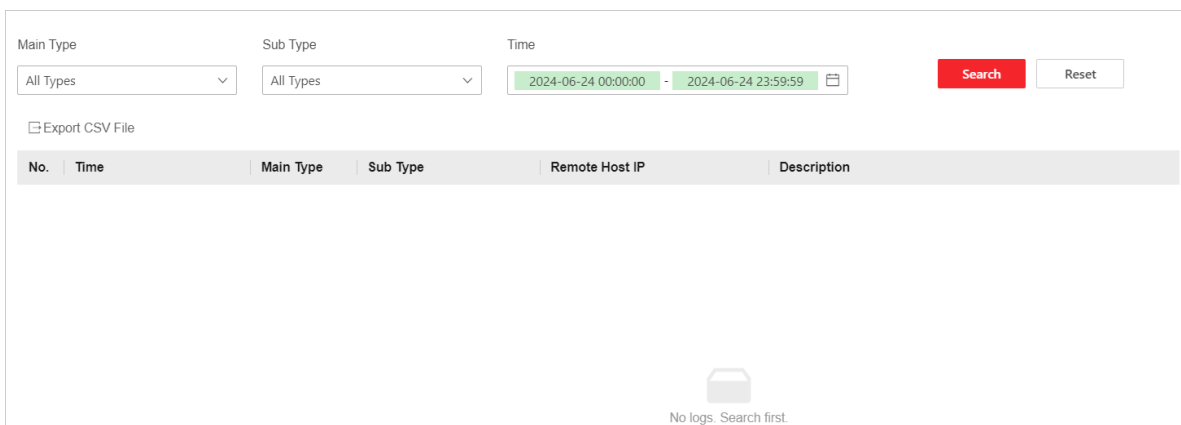 Main Type Sub Type Time
All Types All Types 2024-06-24 00:00:00 - 2024-06-24 23:59:59 Search Reset
Export CSV File
No. Time Main Type Sub Type Remote Host IP Description
No logs. Search first.